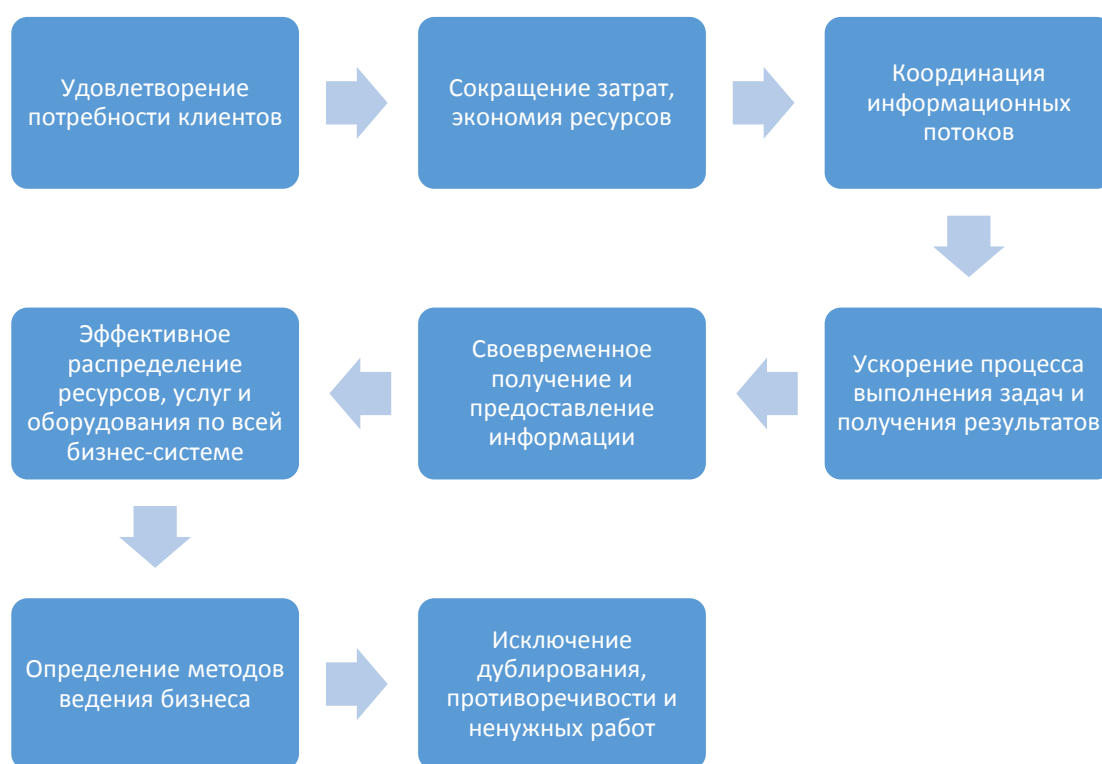 Удовлетворение
потребности клиентов
Сокращение затрат,
экономия ресурсов
Координация
информационных
потоков
Ускорение процесса
выполнения задач и
получения результатов
Своевременное
получение и
предоставление
информации
Эффективное
распределение
ресурсов, услуг и
оборудования по всей
бизнес-системе
Определение методов
ведения бизнеса
Исключение
дублирования,
противоречивости и
ненужных работ